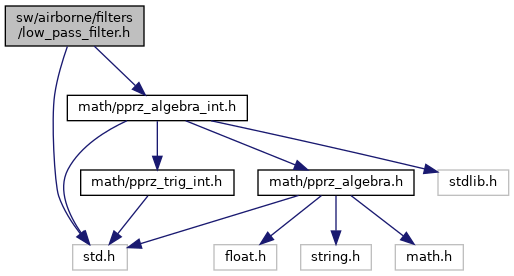 sw/airborne/filters
/low_pass_filter.h
math/pprz_algebra_int.h
math/pprz_trig_int.h
math/pprz_algebra.h
stdlib.h
std.h
float.h
string.h
math.h